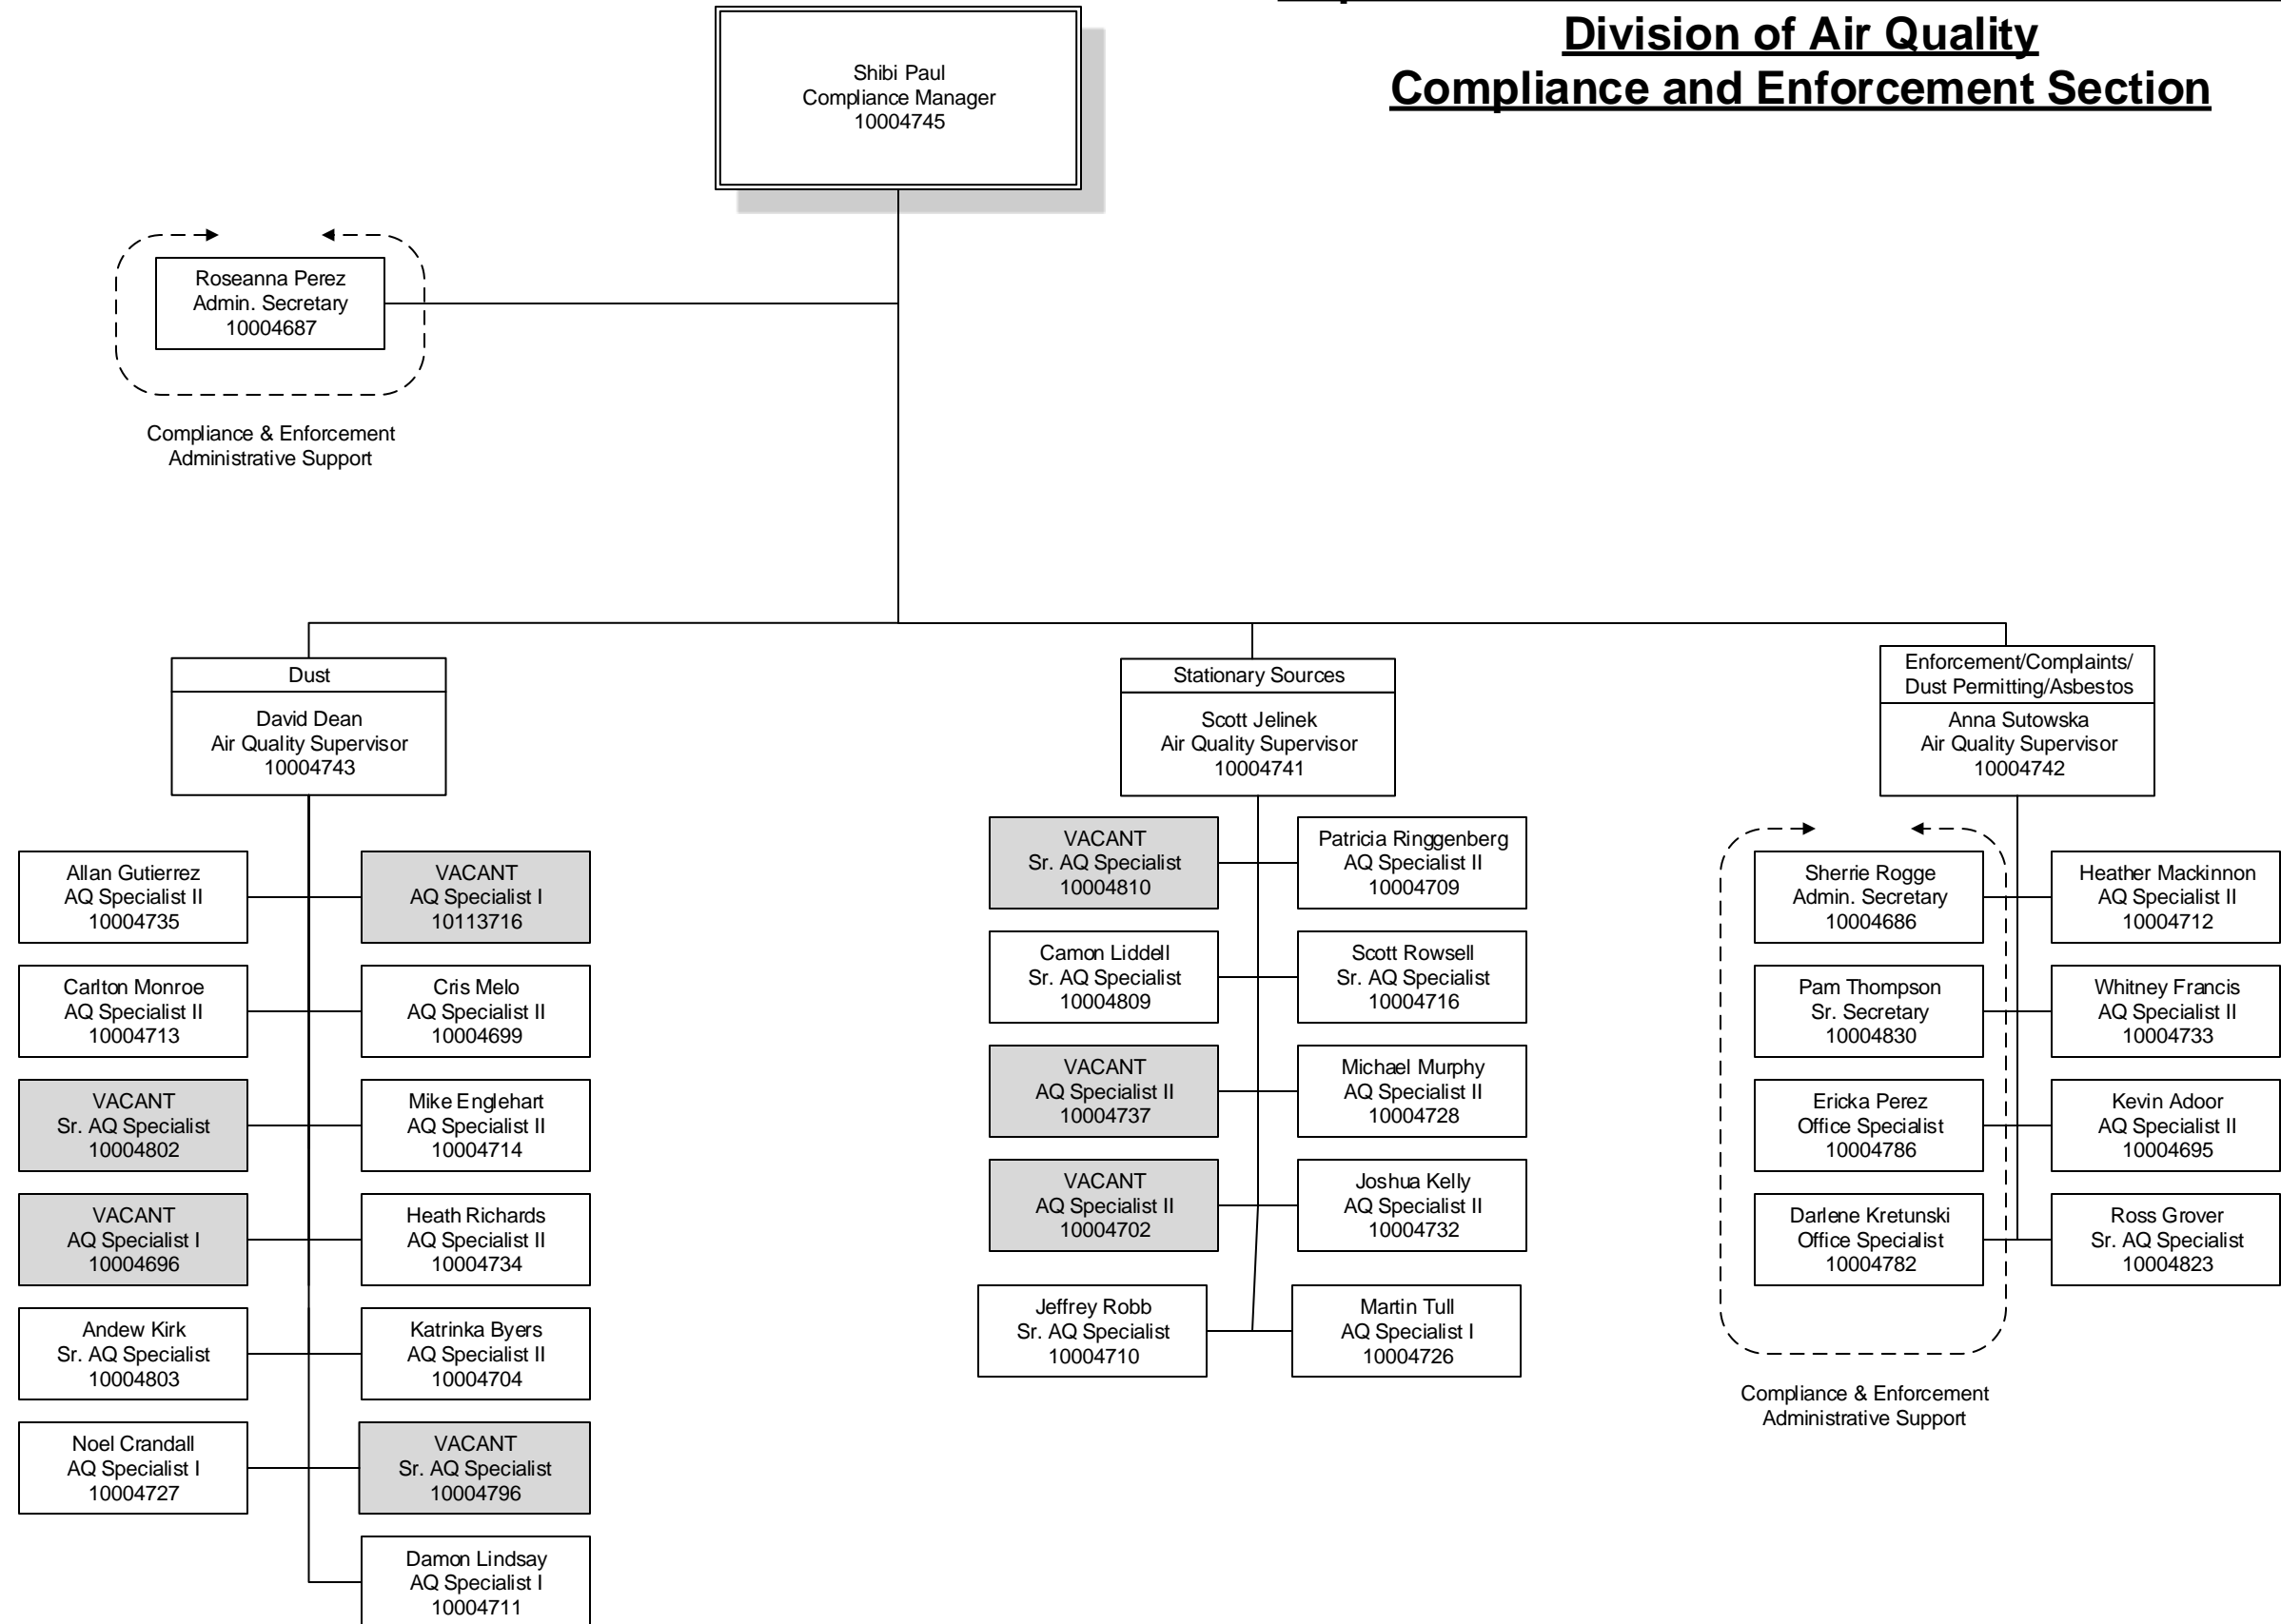 Division of Air Quality
Compliance and Enforcement Section
Shibi Paul
Compliance Manager
10004745
Roseanna Perez
Admin. Secretary
10004687
Compliance & Enforcement
Administrative Support
Dust
David Dean
Air Quality Supervisor
10004743
Allan Gutierrez
AQ Specialist II
10004735
VACANT
AQ Specialist I
10113716
Carlton Monroe
AQ Specialist II
10004713
Cris Melo
AQ Specialist II
10004699
VACANT
Sr. AQ Specialist
10004802
Mike Englehart
AQ Specialist II
10004714
VACANT
AQ Specialist I
10004696
Heath Richards
AQ Specialist II
10004734
Andew Kirk
Sr. AQ Specialist
10004803
Katrinka Byers
AQ Specialist II
10004704
Noel Crandall
AQ Specialist I
10004727
VACANT
Sr. AQ Specialist
10004796
Damon Lindsay
AQ Specialist I
10004711
Stationary Sources
Scott Jelinek
Air Quality Supervisor
10004741
VACANT
Sr. AQ Specialist
10004810
Patricia Ringgenberg
AQ Specialist II
10004709
Camon Liddell
Sr. AQ Specialist
10004809
Scott Rowsell
Sr. AQ Specialist
10004716
VACANT
AQ Specialist II
10004737
Michael Murphy
AQ Specialist II
10004728
VACANT
AQ Specialist II
10004702
Joshua Kelly
AQ Specialist II
10004732
Jeffrey Robb
Sr. AQ Specialist
10004710
Martin Tull
AQ Specialist I
10004726
Enforcement/Complaints/
Dust Permitting/Asbestos
Anna Sutowska
Air Quality Supervisor
10004742
Sherrie Rogge
Admin. Secretary
10004686
Heather Mackinnon
AQ Specialist II
10004712
Pam Thompson
Sr. Secretary
10004830
Whitney Francis
AQ Specialist II
10004733
Ericka Perez
Office Specialist
10004786
Kevin Adoor
AQ Specialist II
10004695
Darlene Kretunski
Office Specialist
10004782
Ross Grover
Sr. AQ Specialist
10004823
Compliance & Enforcement
Administrative Support